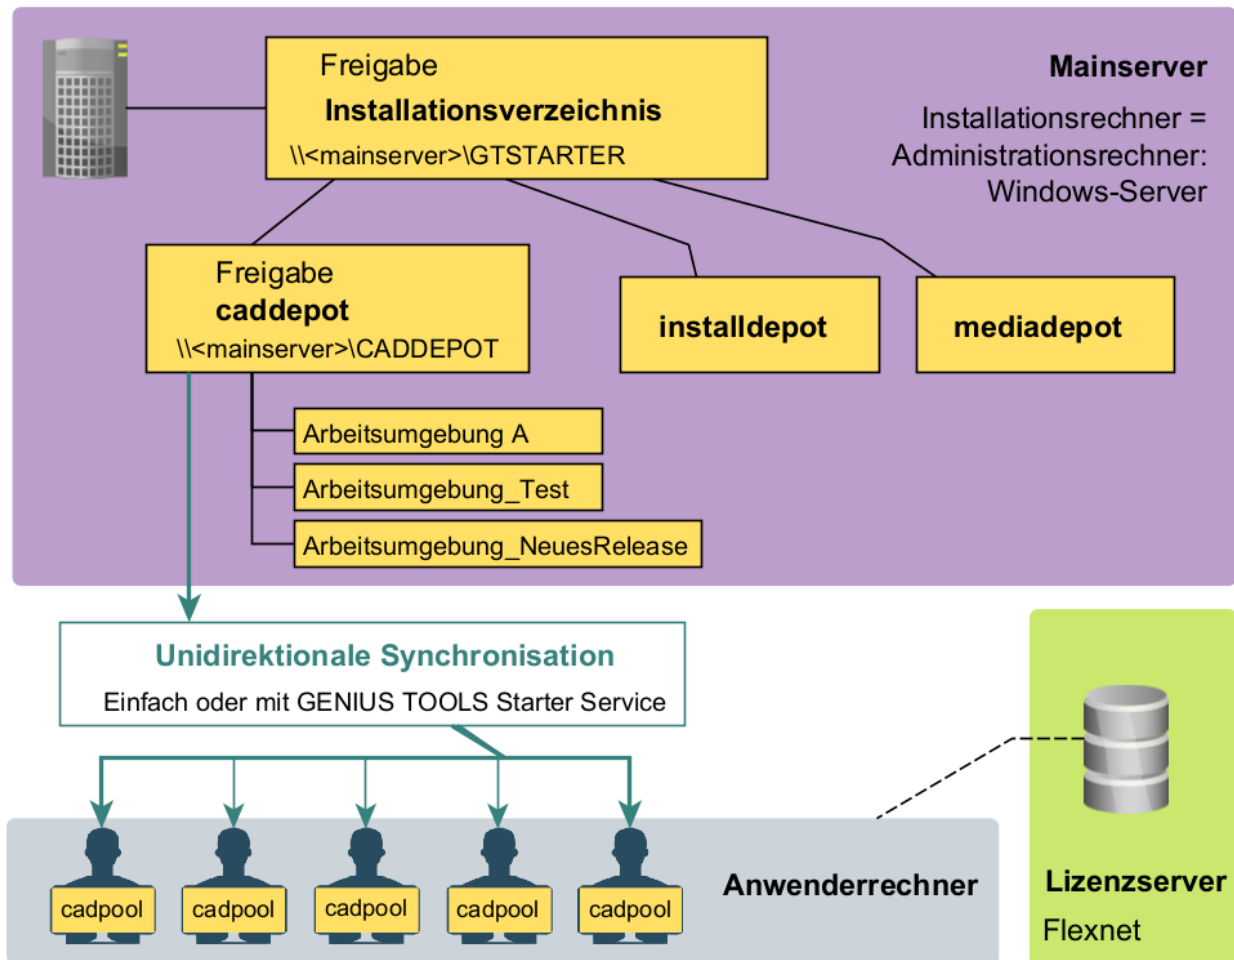 Freigabe
Installationsverzeichnis
\\<mainserver>\GTSTARTER
Mainserver
Installationsrechner =
Administrationsrechner:
Windows-Server
Freigabe
caddepot
\\<mainserver>\CADDEPOT
installdepot
mediadepot
Arbeitsumgebung A
Arbeitsumgebung_Test
Arbeitsumgebung_NeuesRelease
Unidirektionale Synchronisation
Einfach oder mit GENIUS TOOLS Starter Service
cadpool
cadpool
cadpool
cadpool
cadpool
Anwenderrechner
Lizenzserver
Flexnet